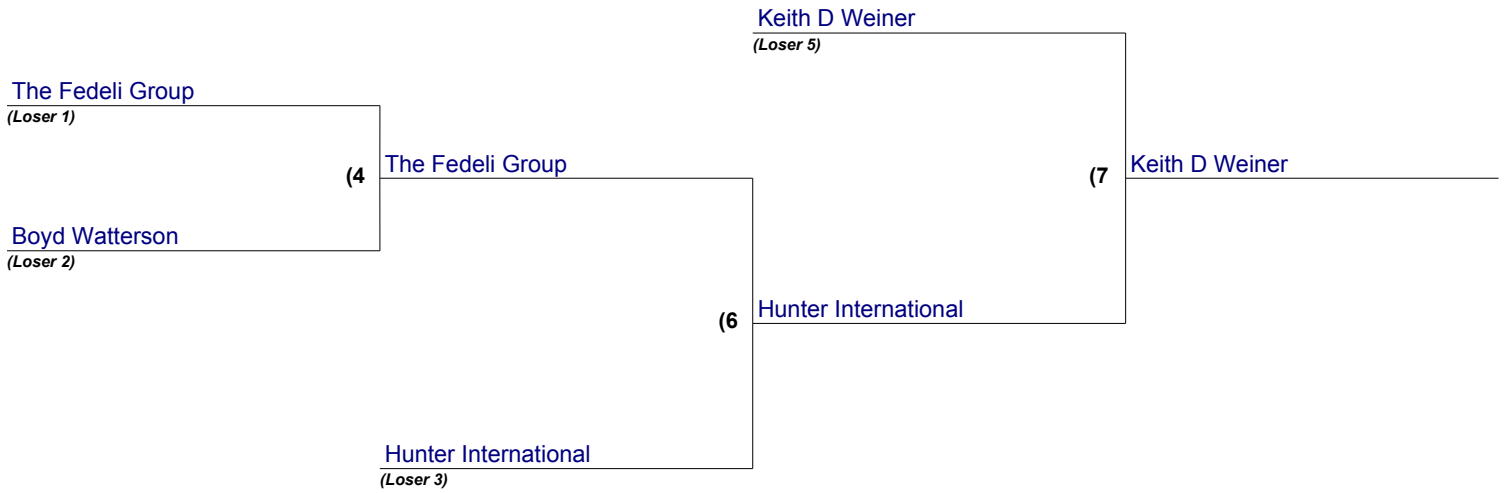 Keith D Weiner
(Loser 5)
The Fedeli Group
(Loser 1)
(4
The Fedeli Group
(7
Keith D Weiner
Boyd Watterson
(Loser 2)
Hunter International
(6
Hunter International
(Loser 3)